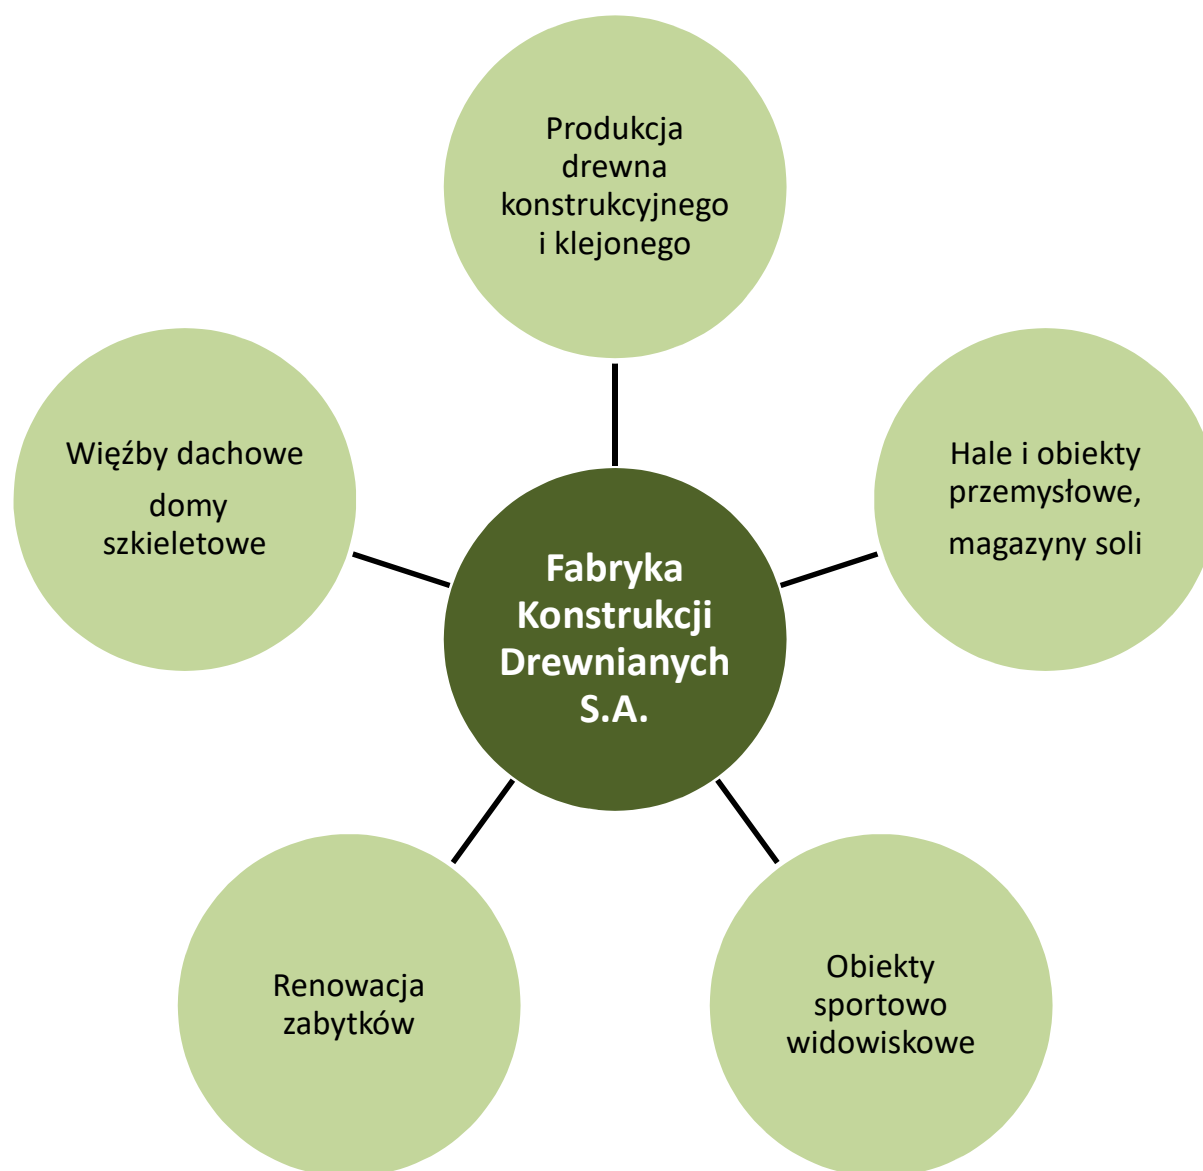 Produkcja
drewna
konstrukcyjnego
i klejonego
Więźby dachowe
domy
szkieletowe
Hale i obiekty
przemysłowe,
magazyny soli
Fabryka
Konstrukcji
Drewnianych
S.A.
Renowacja
zabytków
Obiekty
sportowo
widowiskowe